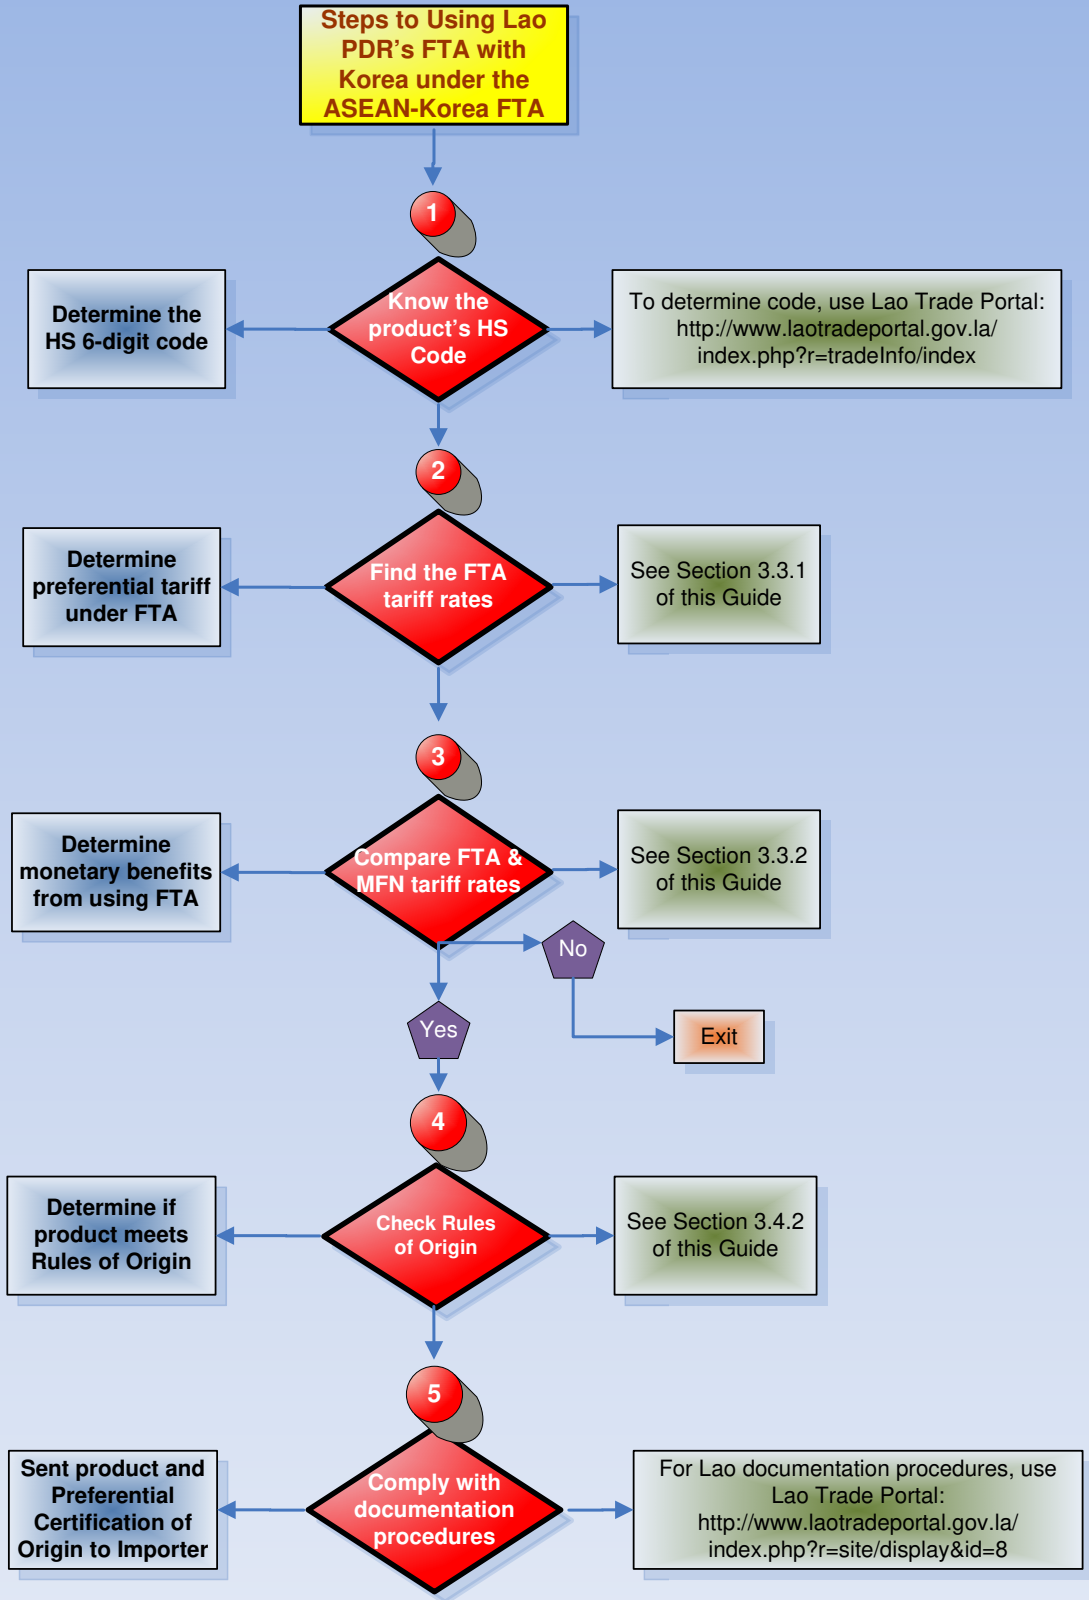 Steps to Using Lao
PDR's FTA with
Korea under the
ASEAN-Korea FTA
1
Determine the
HS 6-digit code
Know the
product's HS
Code
To determine code, use Lao Trade Portal:
http://www.laotradeportal.gov.la/
index.php?r=tradeInfo/index
2
Determine
preferential tariff
under FTA
Find the FTA
tariff rates
See Section 3.3.1
of this Guide
3
Determine
monetary benefits
from using FTA
Compare FTA &
MFN tariff rates
See Section 3.3.2
of this Guide
No
Yes
Exit
4
Determine if
product meets
Rules of Origin
Check Rules
of Origin
See Section 3.4.2
of this Guide
5
Sent product and
Preferential
Certification of
Origin to Importer
Comply with
documentation
procedures
For Lao documentation procedures, use
Lao Trade Portal:
http://www.laotradeportal.gov.la/
index.php?r=site/display&id=8